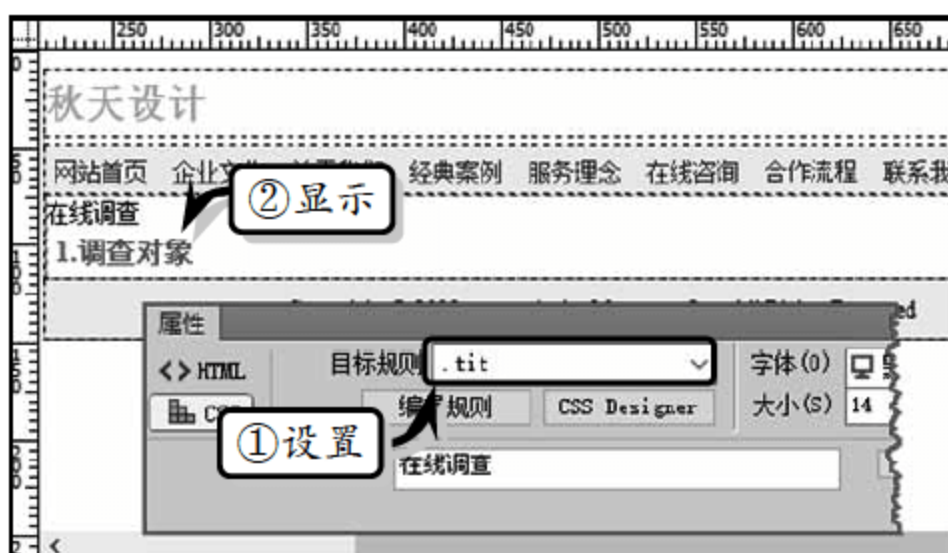 250 300 350 400 450 500 550 600 650
秋天设计
网站首页 企业文化 经典案例 服务理念 在线咨询 合作流程 联系我
②显示
在线调查
1.调查对象
属性
<> HTML 目标规则 .tit 字体(O)
CSS 编辑规则 CSS Designer 大小(S) 14
①设置
在线调查